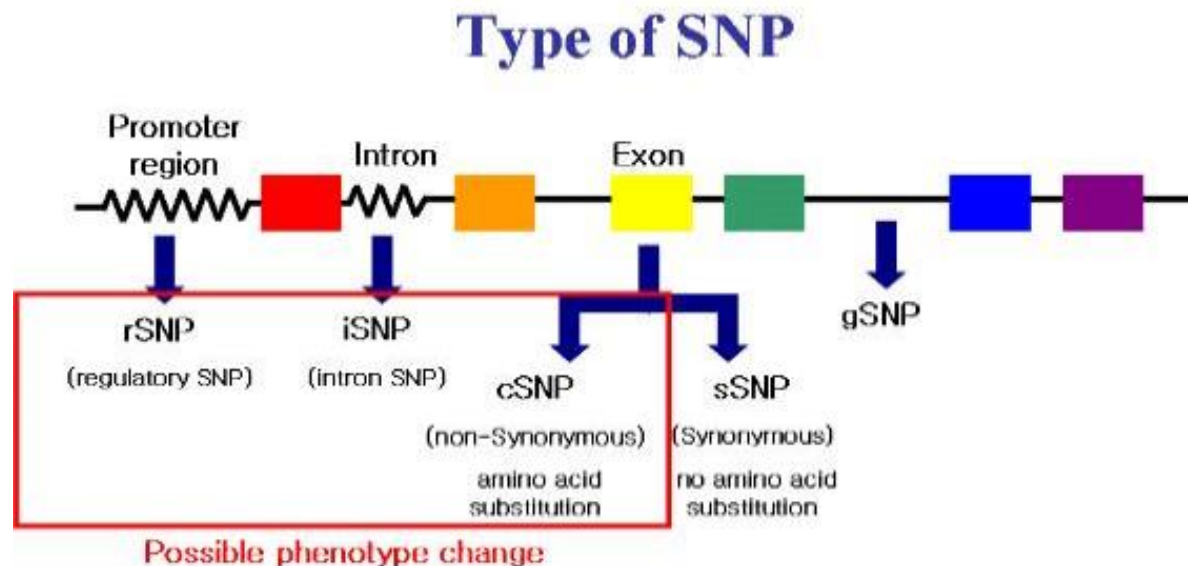 Type of SNP
Promoter
region
Intron
Exon
rSNP
(regulatory SNP)
iSNP
(intron SNP)
cSNP
(non-Synonymous)
amino acid
substitution
sSNP
(Synonymous)
no amino acid
substitution
gSNP
Possible phenotype change